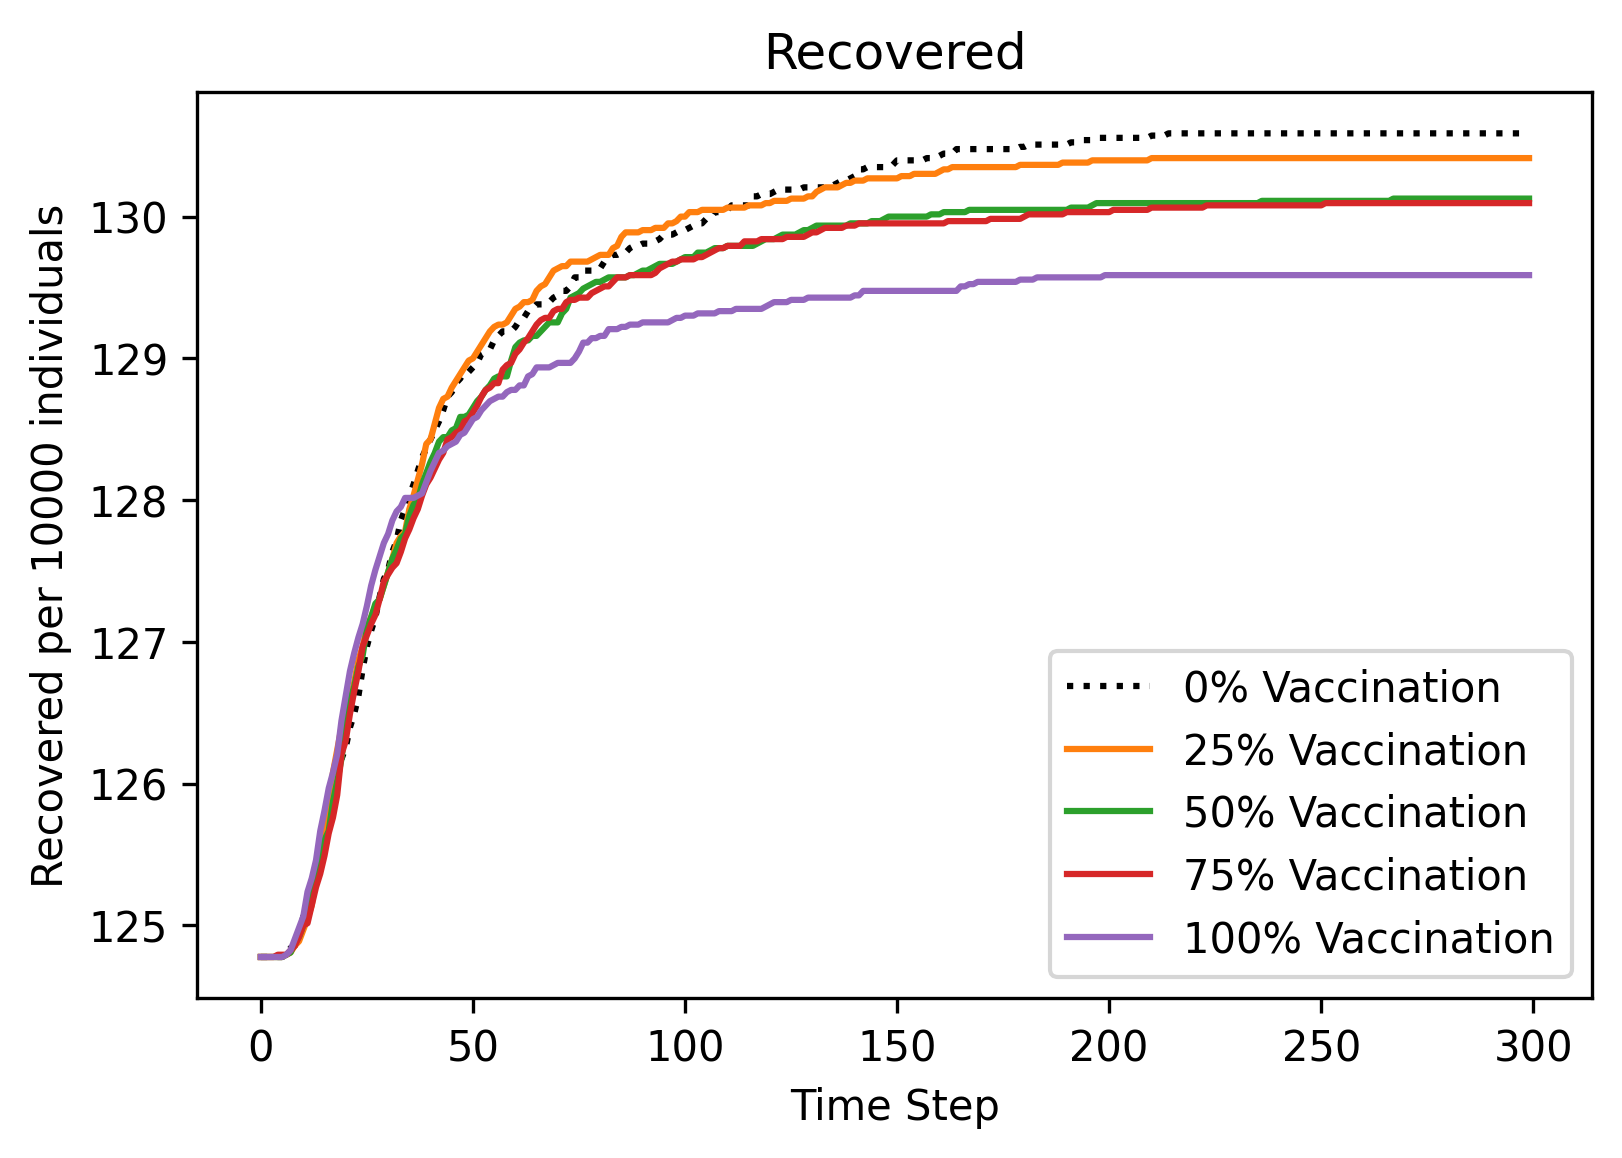 Recovered
Recovered per 10000 individuals
130
129
128
127
126
125
0% Vaccination
25% Vaccination
50% Vaccination
75% Vaccination
100% Vaccination
0 50 100 150 200 250 300
Time Step